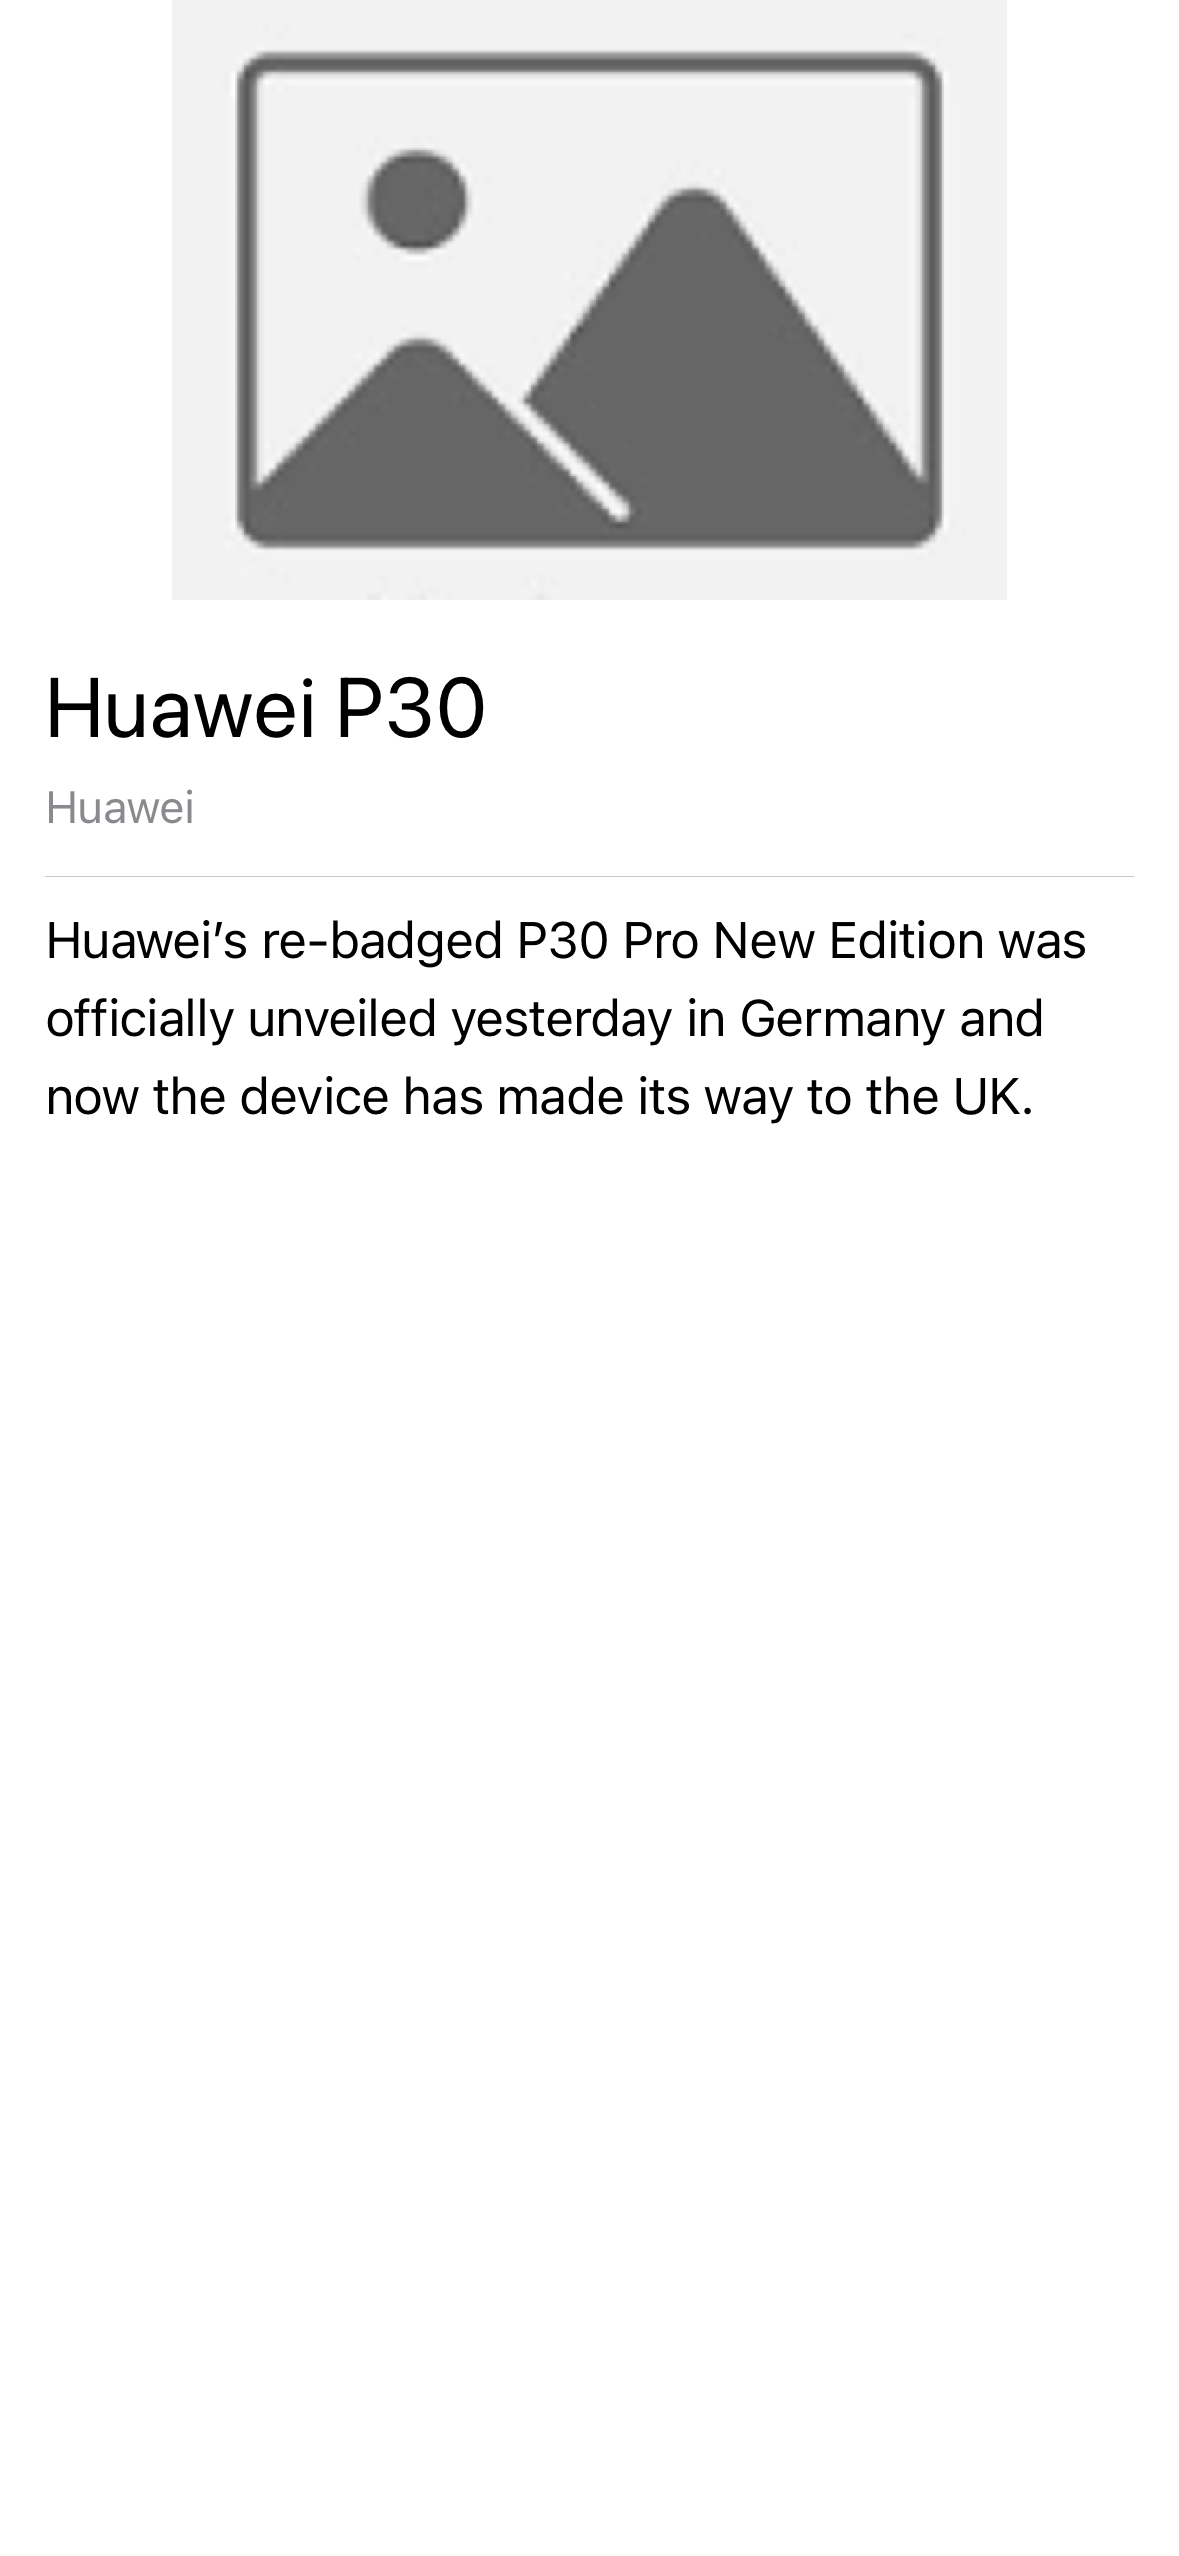 Huawei P30
Huawei
Huawei’s re-badged P30 Pro New Edition was
officially unveiled yesterday in Germany and
now the device has made its way to the UK.